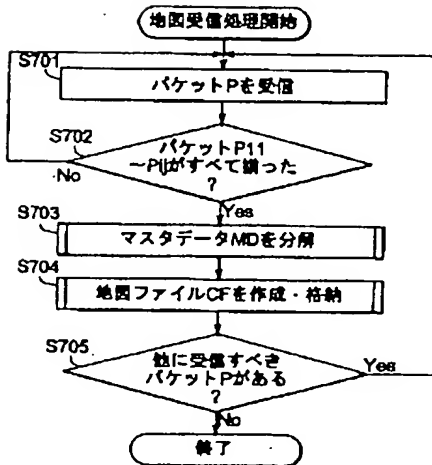 地図受信処理開始
S701
パケットPを受信
S702
パケットP11
～Pijがすべて揃った
?
No
Yes
S703
マスタデータMDを分解
S704
地図ファイルCFを作成・格納
S705
他に受信すべき
パケットPがある
?
Yes
No
終了